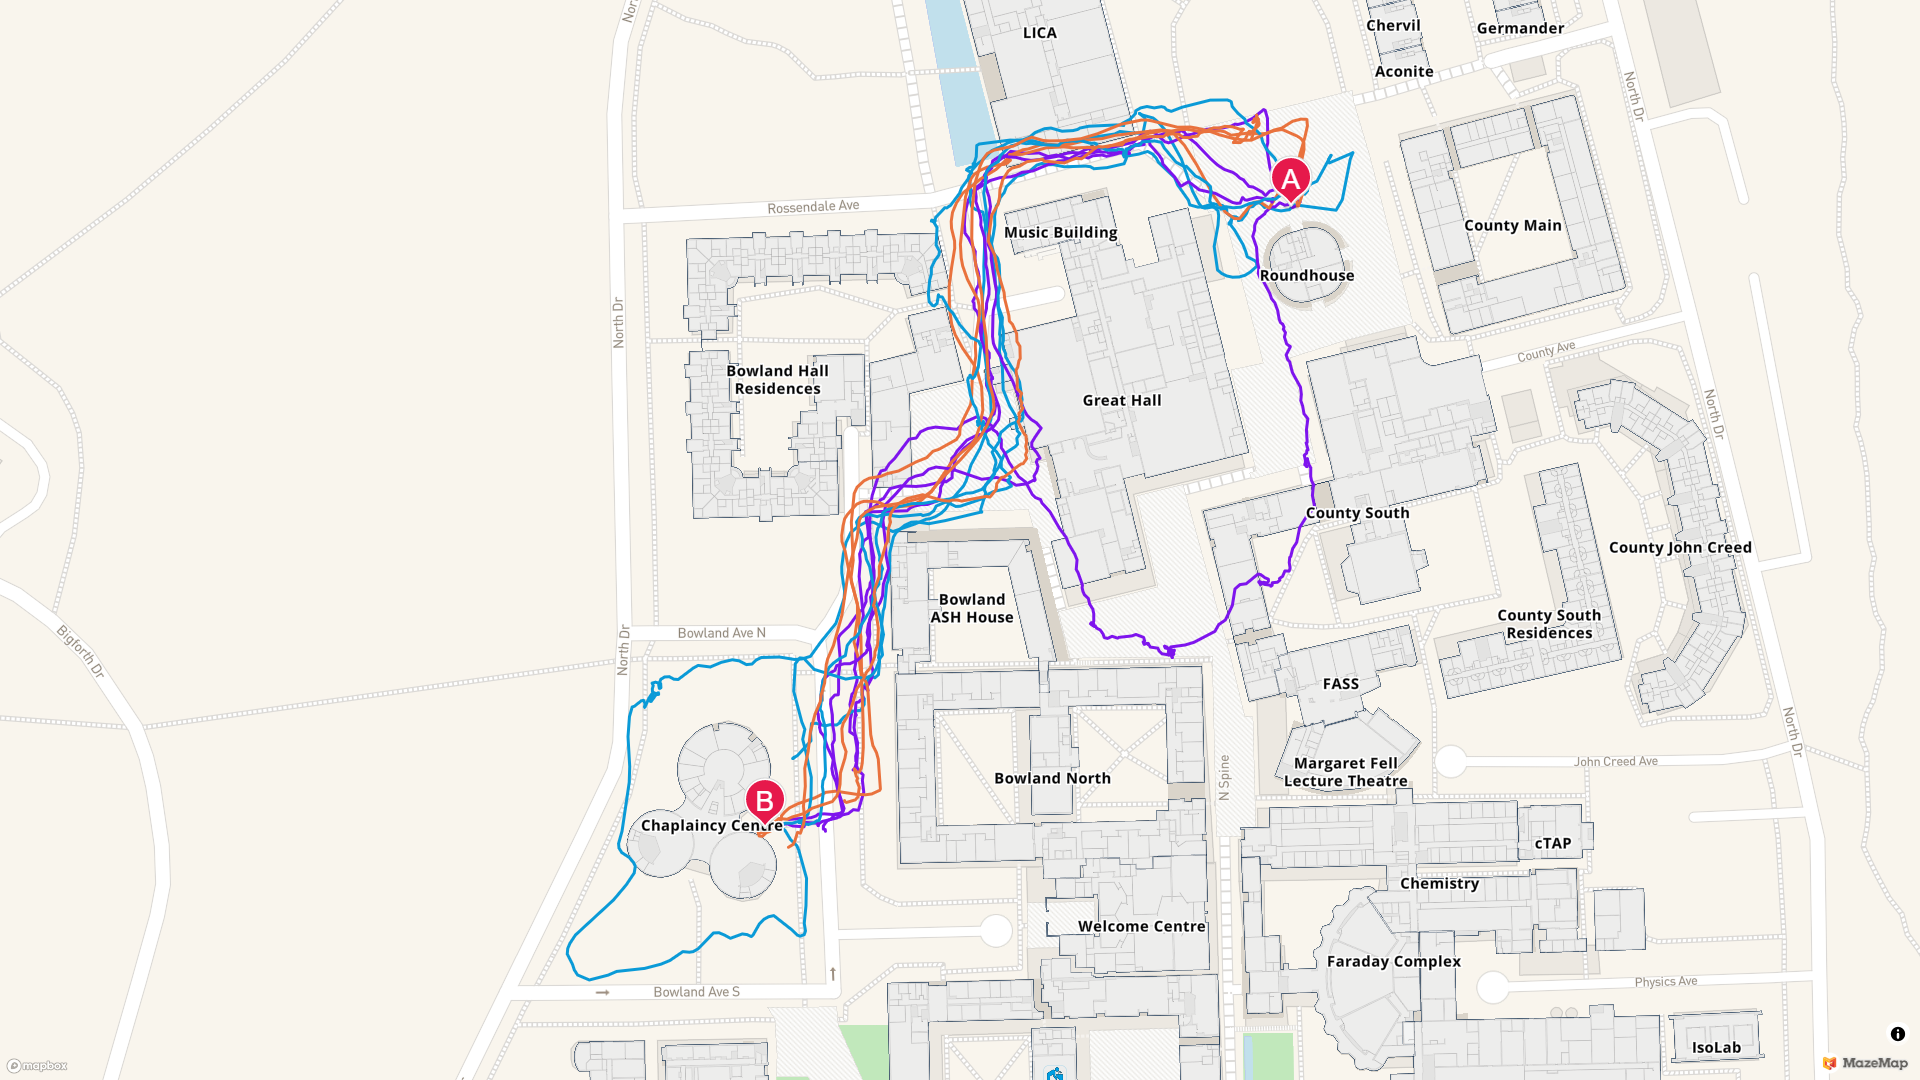 LICA
Chervil
Germander
Aconite
North Dr
Rossendale Ave
A
Music Building
County Main
Roundhouse
North Dr
County Ave
Bowland Hall
Residences
Great Hall
North Dr
County South
County John Creed
Bowland
ASH House
County South
Residences
Bowland Ave N
North Dr
Bigforth Dr
FASS
North Dr
Margaret Fell
Lecture Theatre
John Creed Ave
Bowland North
N Spine
B
Chaplaincy Centre
cTAP
Chemistry
Welcome Centre
Faraday Complex
Physics Ave
Bowland Ave S
IsoLab
mapbox
MazeMap